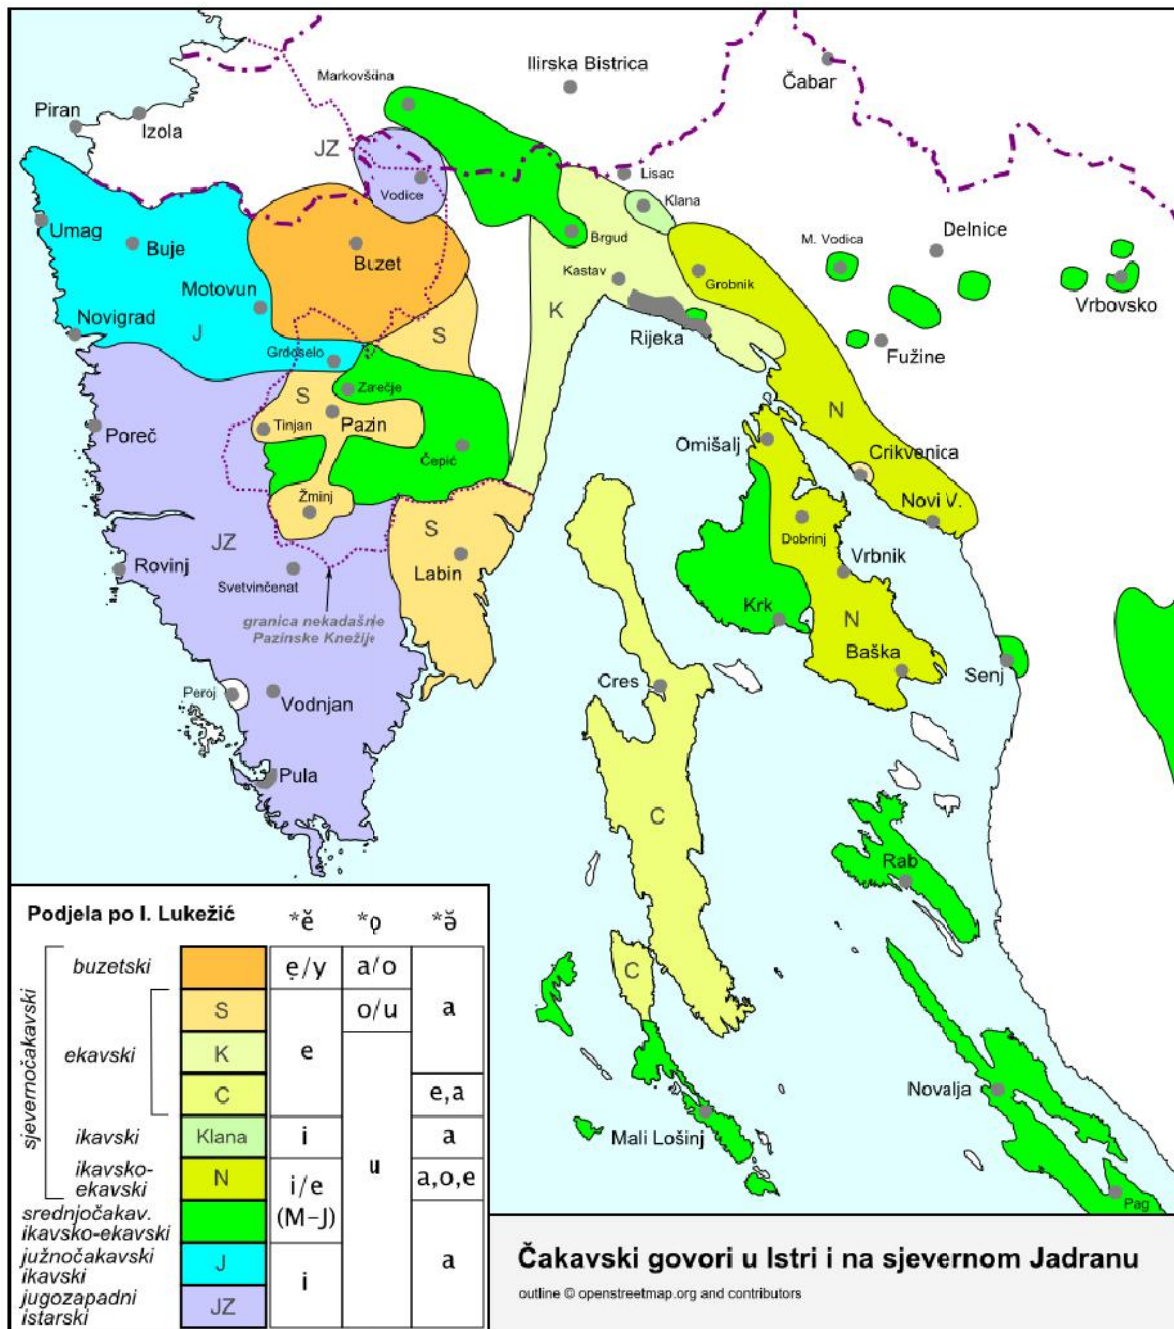 Ilirska Bistrica
Čabar
Markovščina
Piran
Izola
JZ
Lisac
Vodice
Klana
Umag
Buje
Buzet
Brgud
M. Vodica
Delnice
Motovun
Kastav
Grobnik
Vrbovsko
Novigrad
J
S
K
Rijeka
Fužine
Grdoselo
Zarečje
S
Tinjan
Pazin
N
Poreč
Čepić
Omišalj
Crikvenica
Žminj
Novi V.
JZ
S
Dobrinj
Rovinj
Svetvinčenat
Labin
Vrbnik
granica nekadašnje
Pazinske Knežije
Krk
N
Baška
Senj
Peroj
Vodnjan
Cres
Pula
C
Rab
C
Novalja
Mali Lošinj
Pag
Podjela po I. Lukežić *ě *ǫ *ə̆
sjevernočakavski
buzetski ẹ/y a/o a
ekavski S e o/u
K
C e,a
ikavski Klana i u a
ikavsko-
ekavski N i/e a,o,e
(M-J)
srednjočakav.
ikavsko-ekavski
južnočakavski
ikavski J i a
jugozapadni
istarski JZ
Čakavski govori u Istri i na sjevernom Jadranu
outline © openstreetmap.org and contributors